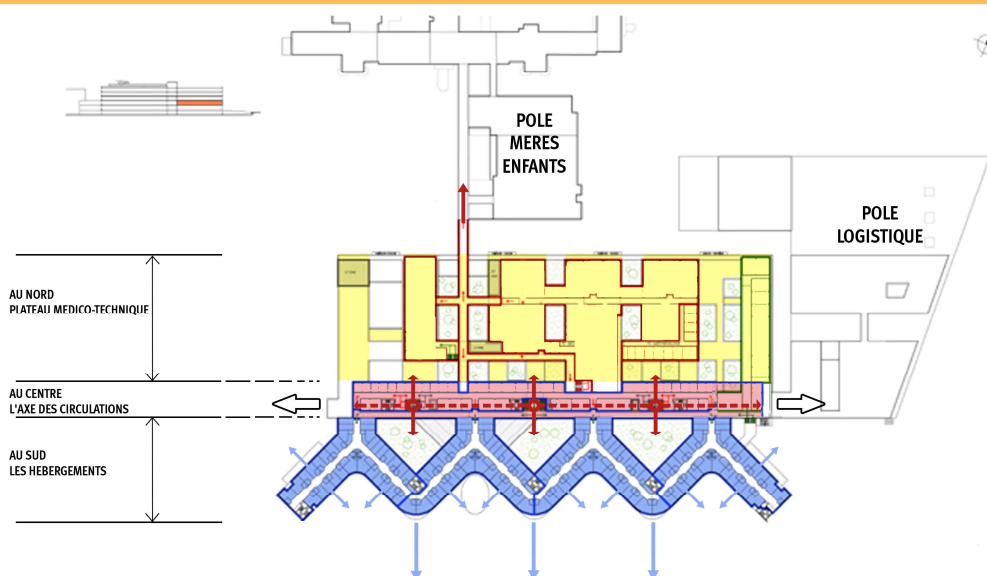 POLE
MERES
ENFANTS
POLE
LOGISTIQUE
AU NORD
PLATEAU MEDICO-TECHNIQUE
AU CENTRE
L'AXE DES CIRCULATIONS
AU SUD
LES HEBERGEMENTS